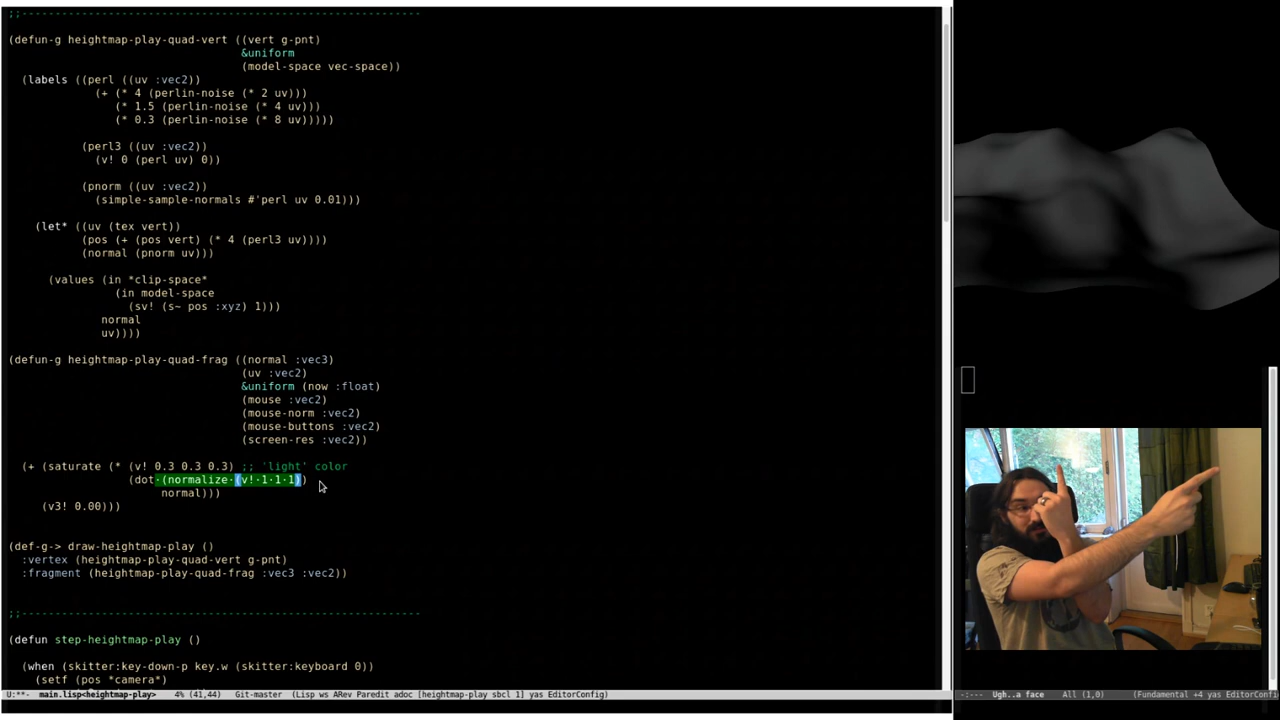 ;;--------------------------------------------------------------
(defun-g heightmap-play-quad-vert ((vert g-pnt)
&uniform
(model-space vec-space))
(labels ((perl ((uv :vec2))
(+ (* 4 (perlin-noise (* 2 uv)))
(* 1.5 (perlin-noise (* 4 uv)))
(* 0.3 (perlin-noise (* 8 uv)))))
(perl3 ((uv :vec2))
(v! 0 (perl uv) 0))
(pnorm ((uv :vec2))
(simple-sample-normals #'perl uv 0.01)))
(let* ((uv (tex vert))
(pos (+ (pos vert) (* 4 (perl3 uv))))
(normal (pnorm uv)))
(values (in *clip-space*
(in model-space
(sv! (s~ pos :xyz) 1)))
normal
uv))))
(defun-g heightmap-play-quad-frag ((normal :vec3)
(uv :vec2)
&uniform (now :float)
(mouse :vec2)
(mouse-norm :vec2)
(mouse-buttons :vec2)
(screen-res :vec2))
(+ (saturate (* (v! 0.3 0.3 0.3) ;; 'light' color
(dot·(normalize·(v!·1·1·1))
normal)))
(v3! 0.00)))
(def-g-> draw-heightmap-play ()
:vertex (heightmap-play-quad-vert g-pnt)
:fragment (heightmap-play-quad-frag :vec3 :vec2))
;;--------------------------------------------------------------
(defun step-heightmap-play ()
(when (skitter:key-down-p key.w (skitter:keyboard 0))
(setf (pos *camera*)
U:**- main.lisp<heightmap-play> 4% (41,44) Git-master (Lisp ws ARev Paredit adoc [heightmap-play sbcl 1] yas EditorConfig)
-:--- Ugh..a face All (1,0) (Fundamental +4 yas EditorConfi